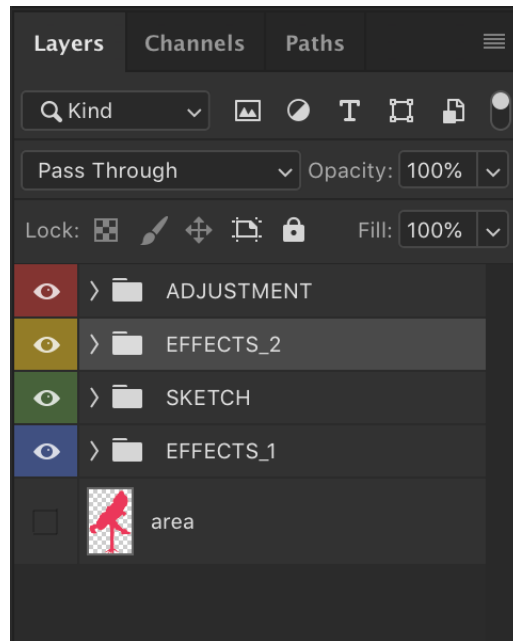 Layers Channels Paths
Kind
Pass Through Opacity: 100%
Lock: Fill: 100%
ADJUSTMENT
EFFECTS_2
SKETCH
EFFECTS_1
area